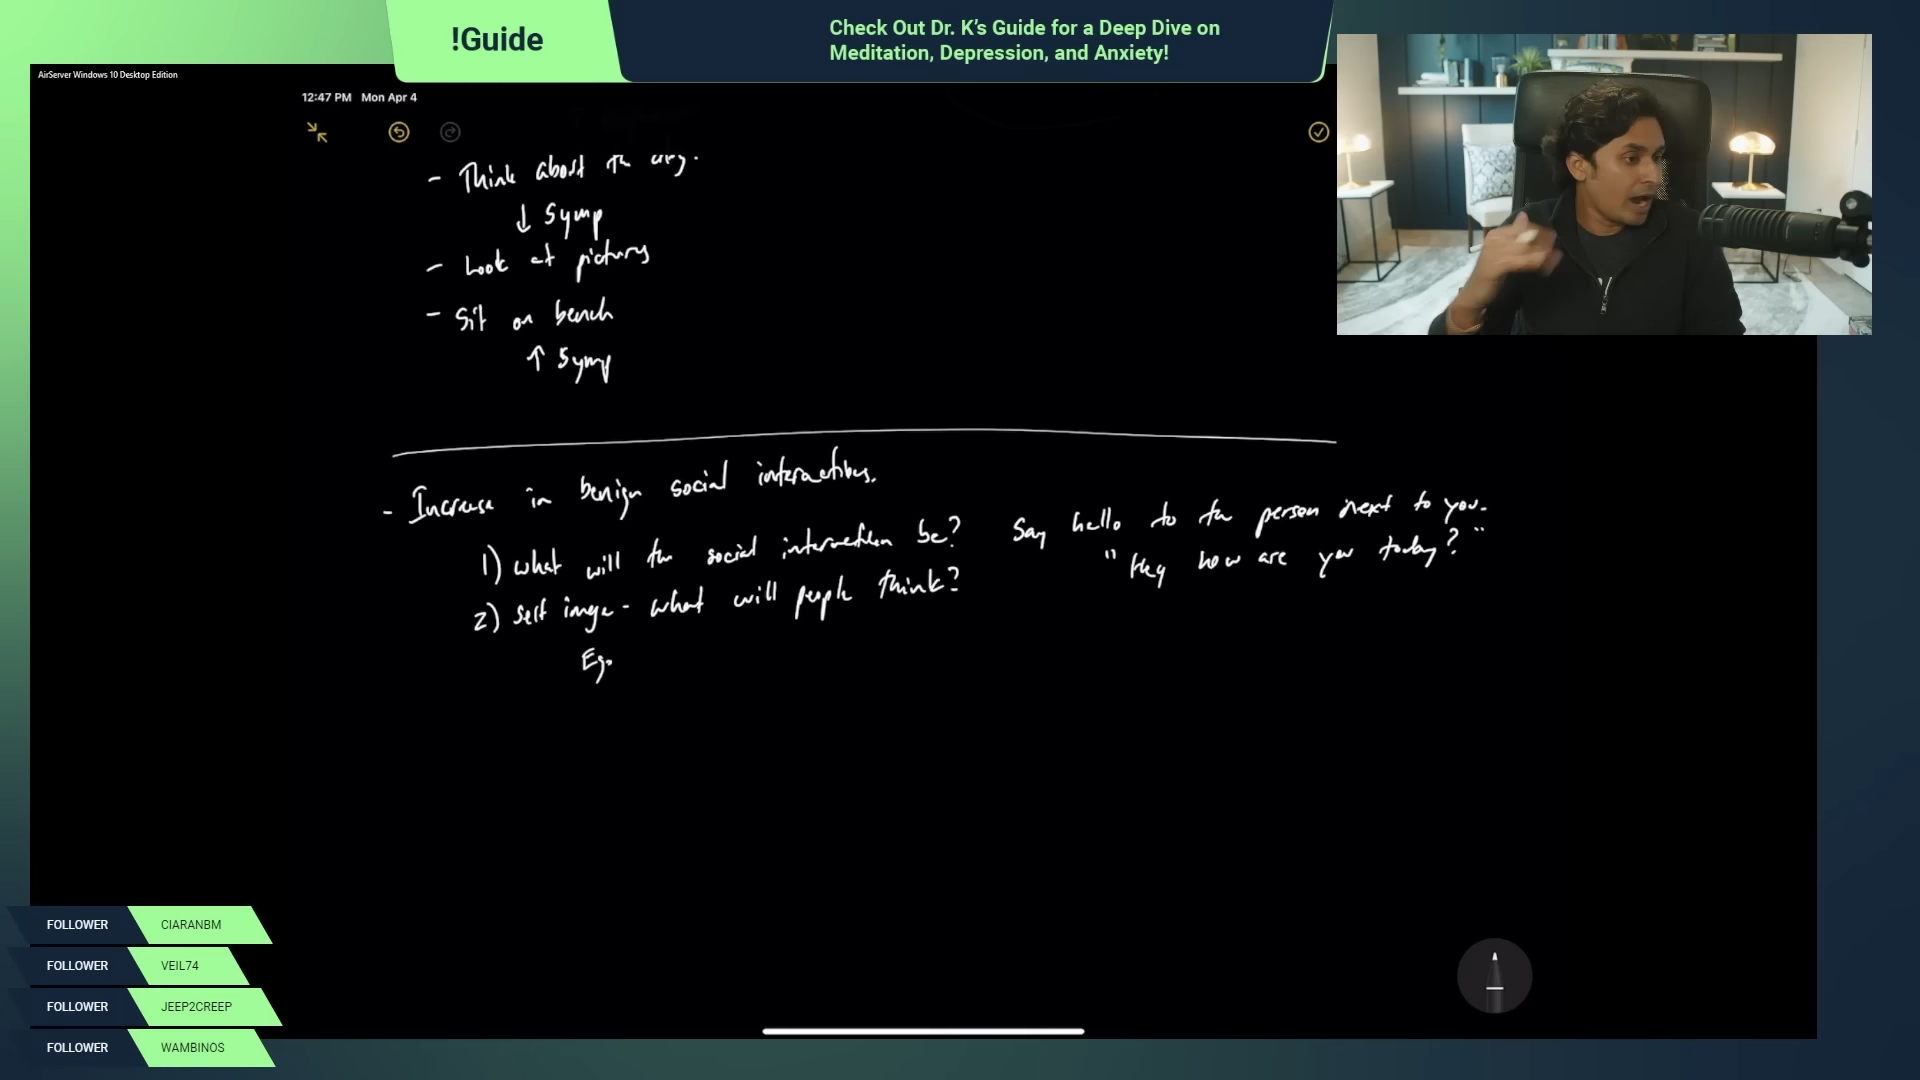 !Guide
Check Out Dr. K's Guide for a Deep Dive on
Meditation, Depression, and Anxiety!
AirServer Windows 10 Desktop Edition
12:47 PM Mon Apr 4
- Think about the
↓ Symp
- Look at pictures
- Sit on bench
↑ Symp
- Increase in benign social interactions.
1) what will the social interaction be? Say hello to the person next to you.
"Hey how are you today?"
2) self image - what will people think?
Eg.
FOLLOWER CIARANBM
FOLLOWER VEIL74
FOLLOWER JEEP2CREEP
FOLLOWER WAMBINOS